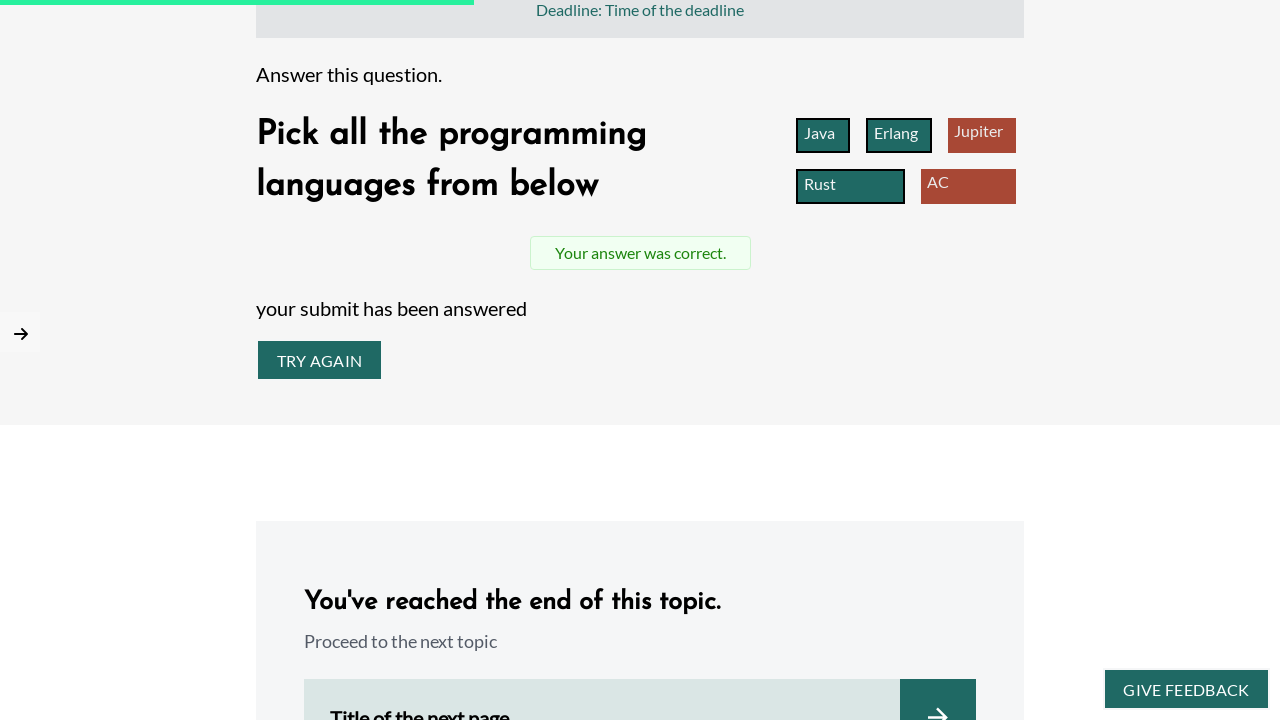 Deadline: Time of the deadline
Answer this question.
Pick all the programming
languages from below
Java
Erlang
Jupiter
Rust
AC
Your answer was correct.
your submit has been answered
TRY AGAIN
You've reached the end of this topic.
Proceed to the next topic
Title of the next page
GIVE FEEDBACK